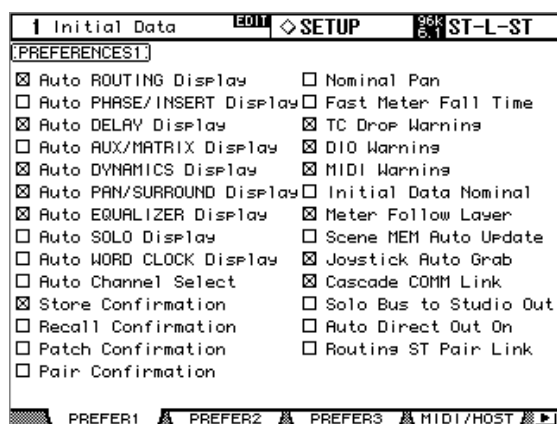 1 Initial Data EDIT ◇SETUP 96k 6.1 ST-L-ST
PREFERENCES1
☒ Auto ROUTING Display
☐ Auto PHASE/INSERT Display
☒ Auto DELAY Display
☐ Auto AUX/MATRIX Display
☒ Auto DYNAMICS Display
☒ Auto PAN/SURROUND Display
☒ Auto EQUALIZER Display
☐ Auto SOLO Display
☐ Auto WORD CLOCK Display
☐ Auto Channel Select
☒ Store Confirmation
☐ Recall Confirmation
☐ Patch Confirmation
☐ Pair Confirmation
☐ Nominal Pan
☐ Fast Meter Fall Time
☒ TC Drop Warning
☒ DIO Warning
☒ MIDI Warning
☐ Initial Data Nominal
☒ Meter Follow Layer
☐ Scene MEM Auto Update
☒ Joystick Auto Grab
☒ Cascade COMM Link
☐ Solo Bus to Studio Out
☐ Auto Direct Out On
☐ Routing ST Pair Link
PREFER1 PREFER2 PREFER3 MIDI/HOST